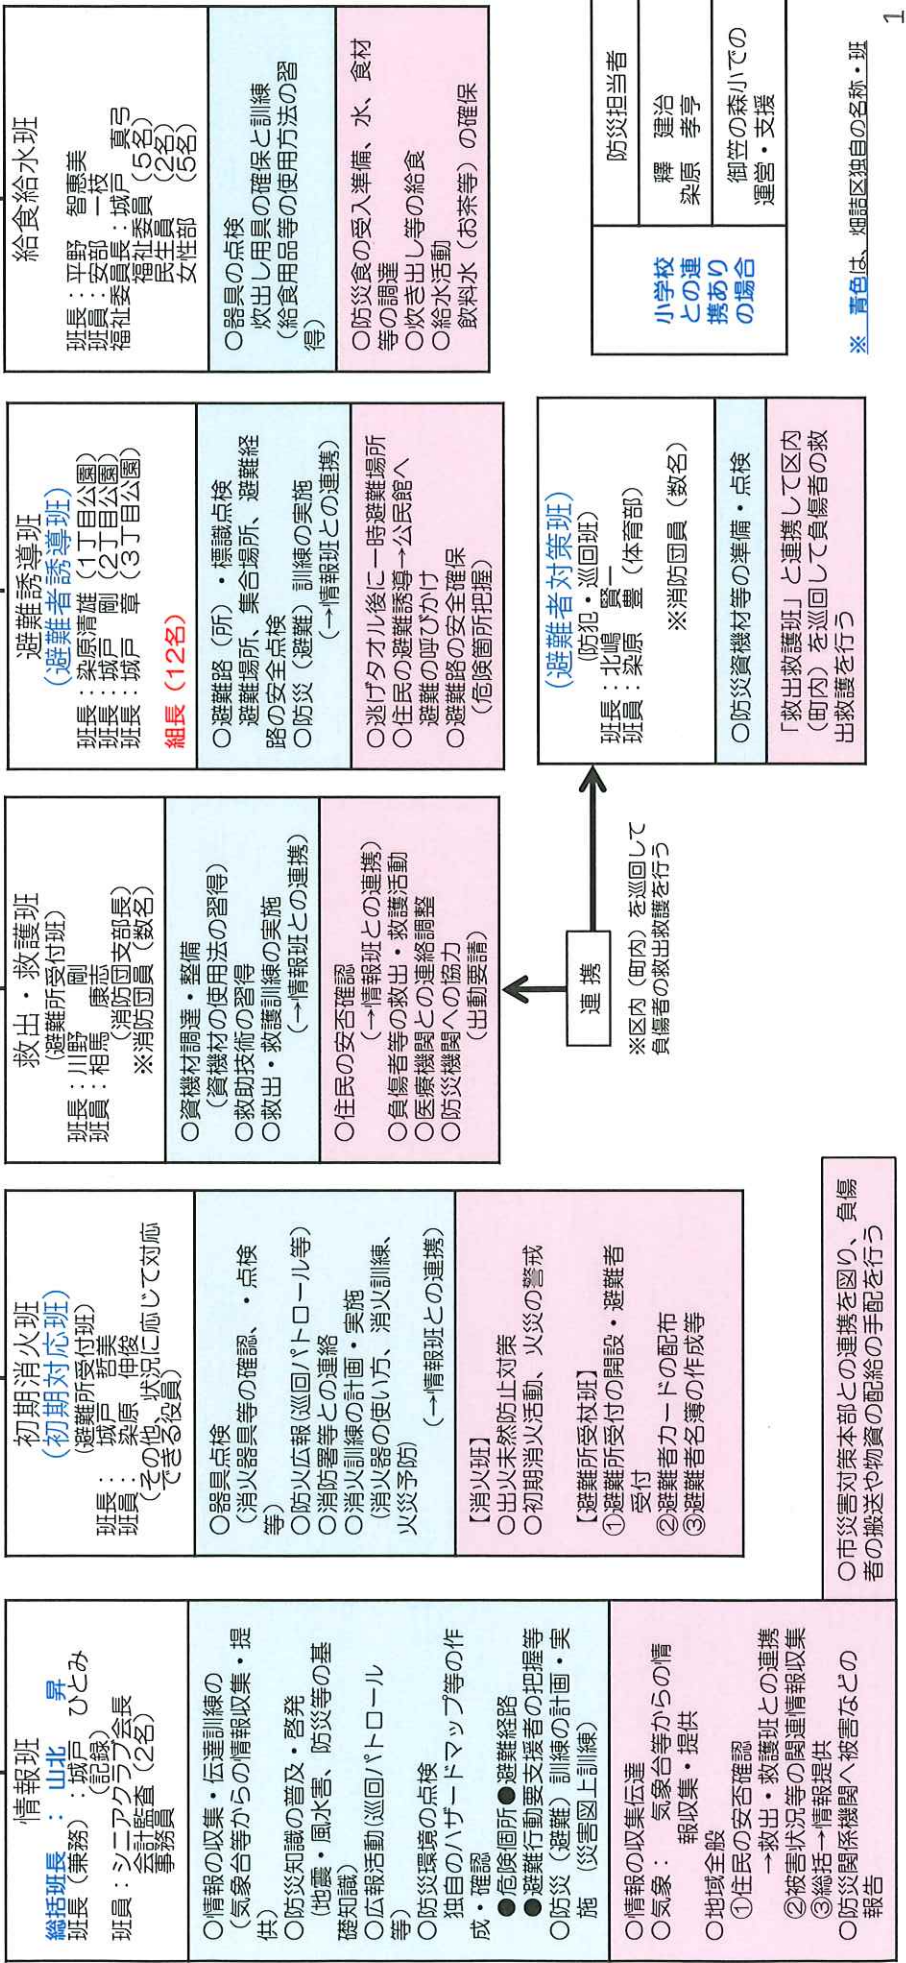 情報班
総括班長 : 山北 昇
班長（兼務）: 城戸 ひとみ
（記録）
班員：シニアクラブ会長
会計監査（2名）
事務員
○情報の収集・伝達訓練の
（気象台等からの情報収集・提
供）
○防災知識の普及・啓発
（地震・風水害、防災等の基
礎知識）
○広報活動(巡回パトロール
等)
○防災環境の点検
独自のハザードマップ等の作
成・確認
●危険個所●避難経路
●避難行動要支援者の把握等
○防災（避難）訓練の計画・実
施 （災害図上訓練）
○情報の収集伝達
○気象： 気象台等からの情
報収集・提供
○地域全般
①住民の安否確認
→救出・救護班との連携
②被害状況等の関連情報収集
③総括→情報提供
○防災関係機関へ被害などの
報告
○市災害対策本部との連携を図り、負傷
者の搬送や物資の配給の手配を行う
初期消火班
(初期対応班)
(避難所受付班)
班長： 城戸 哲美
班員： 染原 伸俊
（その他、状況に応じて対応
できる役員）
○器具点検
（消火器具等の確認、・点検
等）
○防火広報(巡回パトロール等)
○消防署等との連絡
○消火訓練の計画・実施
(消火器の使い方、消火訓練、
火災予防)
（→情報班との連携）
【消火班】
○出火未然防止対策
○初期消火活動、火災の警戒
【避難所受杖班】
①避難所受付の開設・避難者
受付
②避難者カードの配布
③避難者名簿の作成等
救出・救護班
(避難所受付班)
班長：川野 剛
班員：相馬 康志
（消防団支部長）
※消防団員（数名）
○資機材調達・整備
（資機材の使用法の習得）
○救助技術の習得
○救出・救護訓練の実施
（→情報班との連携）
○住民の安否確認
（→情報班との連携）
○負傷者等の救出・救護活動
○医療機関との連絡調整
○防災機関への協力
（出動要請）
連携
※区内（町内）を巡回して
負傷者の救出救護を行う
避難誘導班
(避難者誘導班)
班長：染原清雄（1丁目公園）
班長：城戸 剛（2丁目公園）
班長：城戸 章（3丁目公園）
組長（12名）
○避難路（所）・標識点検
避難場所、集合場所、避難経
路の安全点検
○防災（避難）訓練の実施
（→情報班との連携）
○逃げタオル後に一時避難場所
○住民の避難誘導→公民館へ
避難の呼びかけ
○避難路の安全確保
（危険箇所把握）
(避難者対策班)
(防犯・巡回班)
班長：北嶋 賢一
班員：染原 豊（体育部）
※消防団員（数名）
○防災資機材等の準備・点検
「救出救護班」と連携して区内
（町内）を巡回して負傷者の救
出救護を行う
給食給水班
班長：平野 智恵美
班員：安部 一枝
福祉委員長：城戸 真弓
福祉委員（5名）
民生員 （2名）
女性部 （5名）
○器具の点検
炊出し用具の確保と訓練
（給食用品等の使用方法の習
得）
○防災食の受入準備、水、食材
等の調達
○炊き出し等の給食
○給水活動
飲料水（お茶等）の確保
小学校
との連
携あり
の場合
防災担当者
釋 建治
染原 孝亨
御笠の森小での
運営・支援
※ 青色は、畑詰区独自の名称・班
1